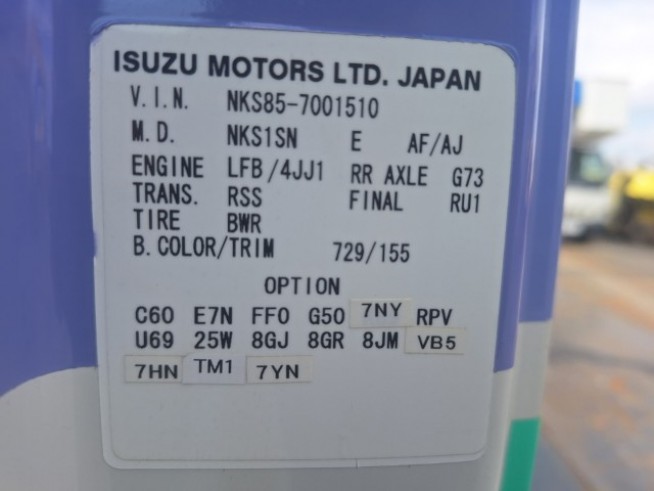 ISUZU MOTORS LTD. JAPAN
V.I.N. NKS85-7001510
M.D. NKS1SN E AF/AJ
ENGINE LFB/4JJ1 RR AXLE G73
TRANS. RSS FINAL RU1
TIRE BWR
B.COLOR/TRIM 729/155
OPTION
C60 E7N FF0 G50 7NY RPV
U69 25W 8GJ 8GR 8JM VB5
7HN TM1 7YN